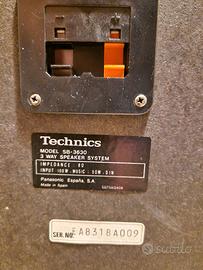 Technics
MODEL SB-3630
3 WAY SPEAKER SYSTEM
IMPEDANCE 8Ω
INPUT 100W.MUSIC 50W.DIN
Panasonic España, S.A.
Made in Spain
SER.NO. EA8318A009
subito